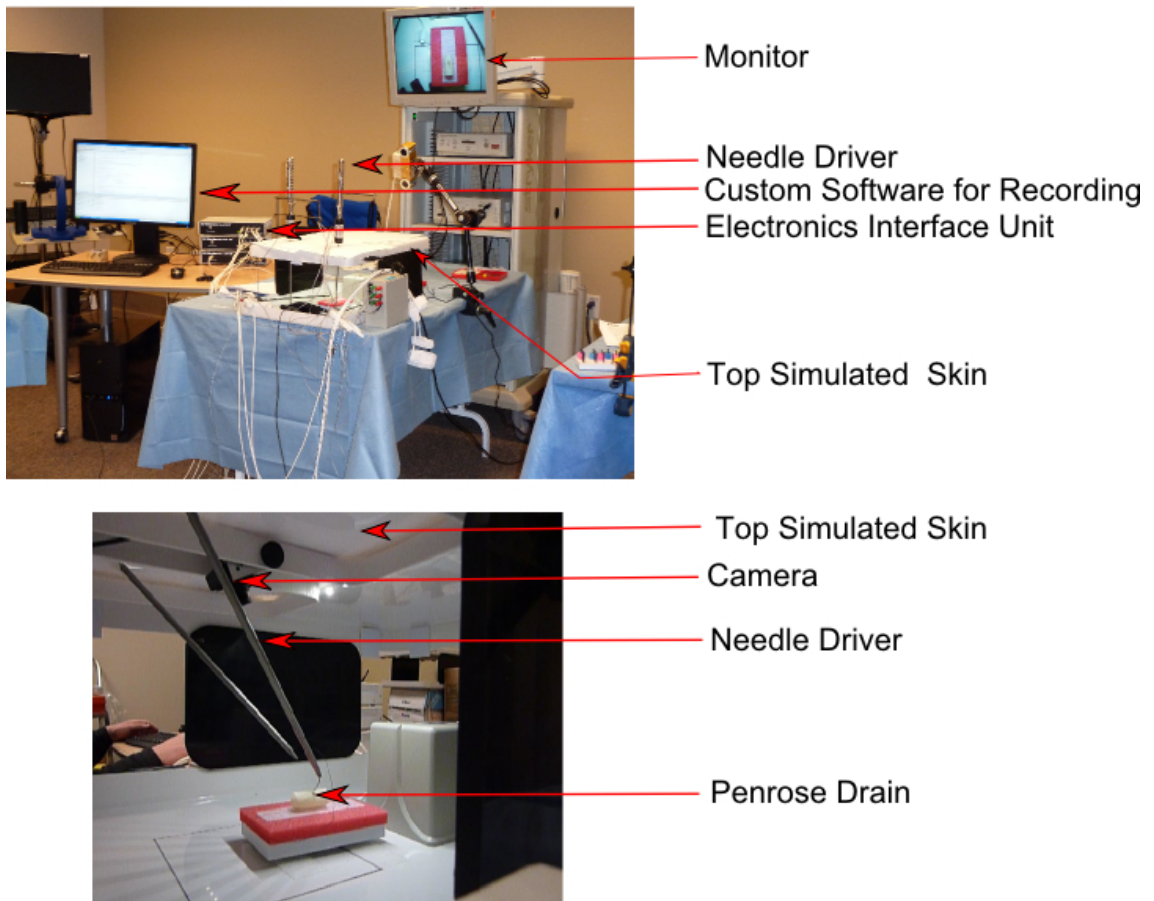 Monitor
Needle Driver
Custom Software for Recording
Electronics Interface Unit
Top Simulated  Skin
Top Simulated Skin
Camera
Needle Driver
Penrose Drain